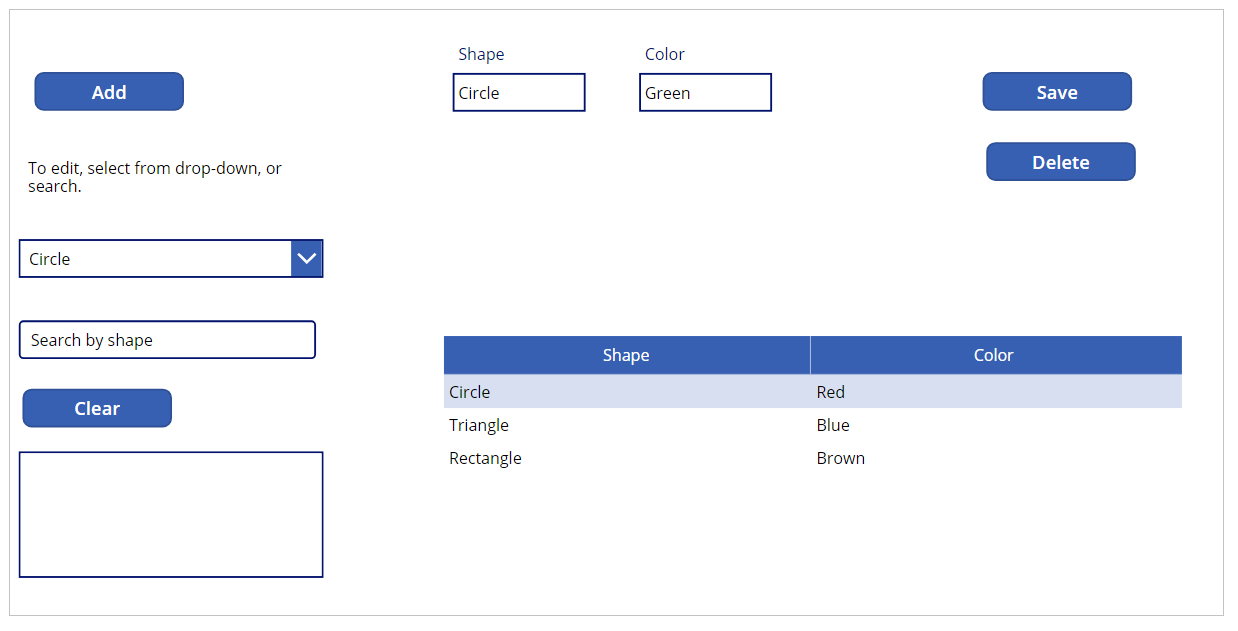 Shape Color
Add
Circle Green
Save
Delete
To edit, select from drop-down, or
search.
Circle
Search by shape
Clear
Shape Color
Circle Red
Triangle Blue
Rectangle Brown